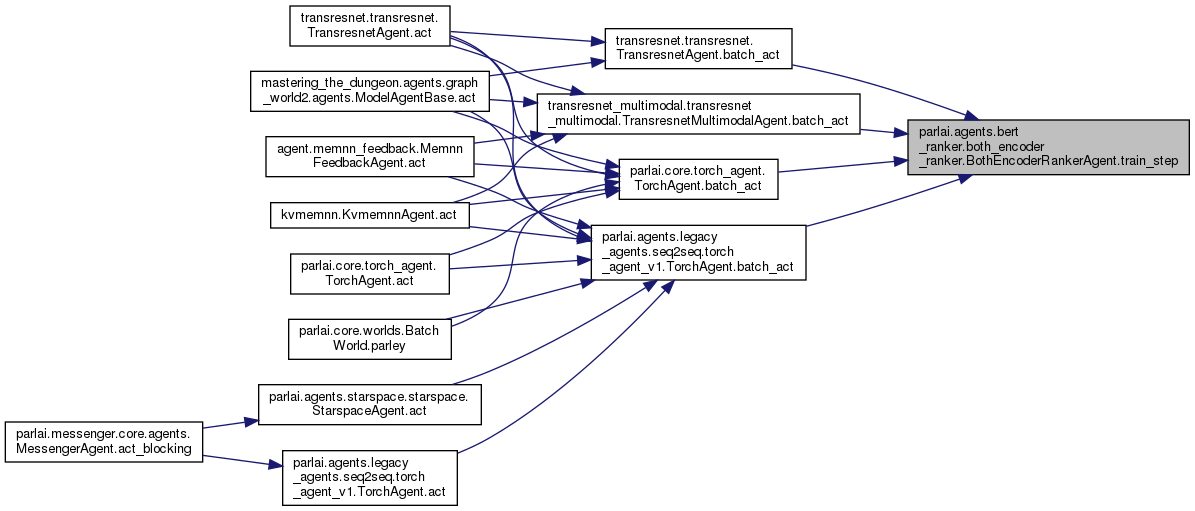 transresnet.transresnet.
TransresnetAgent.act
mastering_the_dungeon.agents.graph
_world2.agents.ModelAgentBase.act
agent.memnn_feedback.Memnn
FeedbackAgent.act
kvmemnn.KvmemnnAgent.act
parlai.core.torch_agent.
TorchAgent.act
parlai.core.worlds.Batch
World.parley
parlai.agents.starspace.starspace.
StarspaceAgent.act
parlai.messenger.core.agents.
MessengerAgent.act_blocking
parlai.agents.legacy
_agents.seq2seq.torch
_agent_v1.TorchAgent.act
transresnet.transresnet.
TransresnetAgent.batch_act
transresnet_multimodal.transresnet
_multimodal.TransresnetMultimodalAgent.batch_act
parlai.core.torch_agent.
TorchAgent.batch_act
parlai.agents.legacy
_agents.seq2seq.torch
_agent_v1.TorchAgent.batch_act
parlai.agents.bert
_ranker.both_encoder
_ranker.BothEncoderRankerAgent.train_step